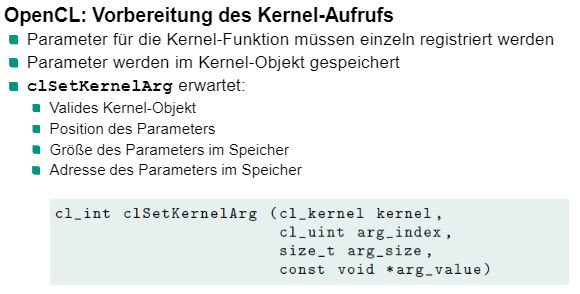 OpenCL: Vorbereitung des Kernel-Aufrufs
Parameter für die Kernel-Funktion müssen einzeln registriert werden
Parameter werden im Kernel-Objekt gespeichert
clSetKernelArg erwartet:
Valides Kernel-Objekt
Position des Parameters
Größe des Parameters im Speicher
Adresse des Parameters im Speicher
cl_int clSetKernelArg (cl_kernel kernel,
cl_uint arg_index,
size_t arg_size,
const void *arg_value)